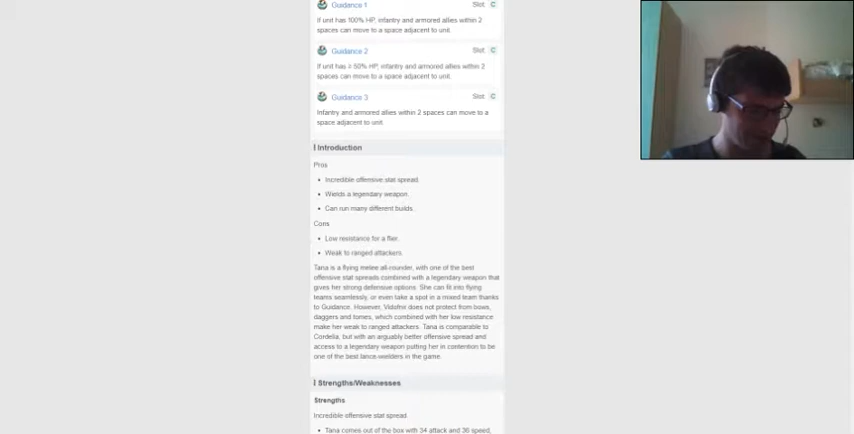 Guidance 1 Slot: C
If unit has 100% HP, infantry and armored allies within 2
spaces can move to a space adjacent to unit.
Guidance 2 Slot: C
If unit has ≥ 50% HP, infantry and armored allies within 2
spaces can move to a space adjacent to unit.
Guidance 3 Slot: C
Infantry and armored allies within 2 spaces can move to a
space adjacent to unit.
Introduction
Pros
• Incredible offensive stat spread.
• Wields a legendary weapon.
• Can run many different builds.
Cons
• Low resistance for a flier.
• Weak to ranged attackers.
Tana is a flying melee all-rounder, with one of the best
offensive stat spreads combined with a legendary weapon that
gives her strong defensive options. She can fit into flying
teams seamlessly, or even take a spot in a mixed team thanks
to Guidance. However, Vidofnir does not protect from bows,
daggers and tomes, which combined with her low resistance
make her weak to ranged attackers. Tana is comparable to
Cordelia, but with an arguably better offensive spread and
access to a legendary weapon putting her in contention to be
one of the best lance-wielders in the game.
Strengths/Weaknesses
Strengths
Incredible offensive stat spread.
• Tana comes out of the box with 34 attack and 36 speed,